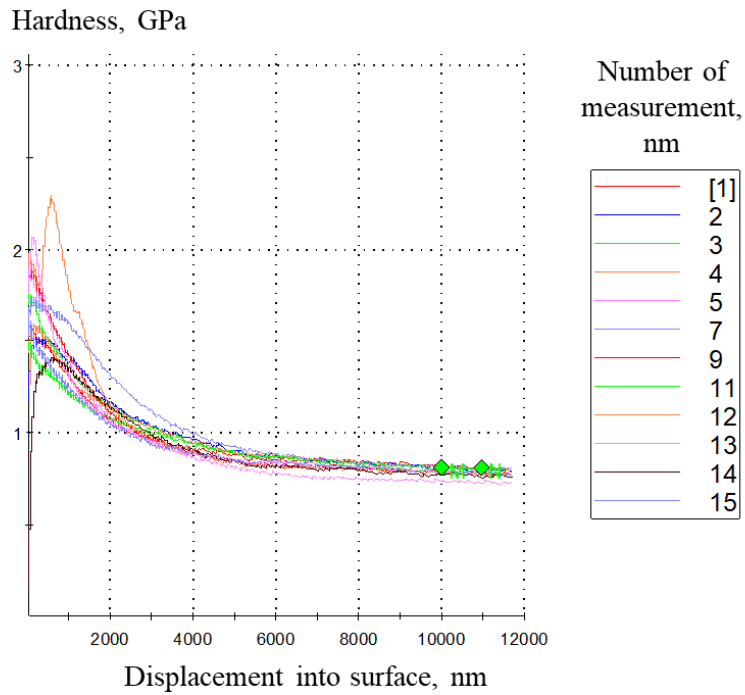 Hardness, GPa
3
2
1
2000 4000 6000 8000 10000 12000
Displacement into surface, nm
Number of
measurement,
nm
[1]
2
3
4
5
7
9
11
12
13
14
15